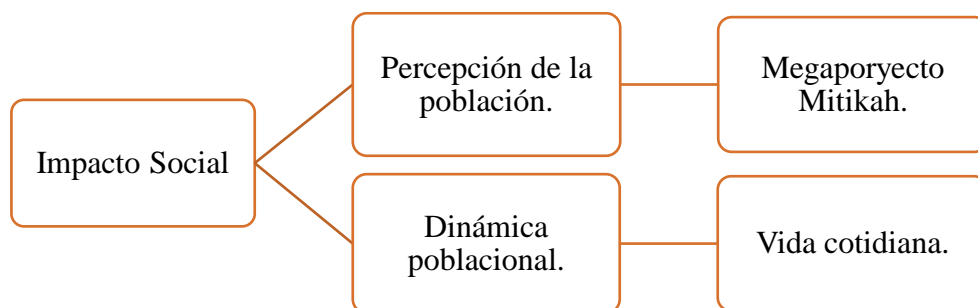 Impacto Social
Percepción de la
población.
Megaporyecto
Mitikah.
Dinámica
poblacional.
Vida cotidiana.